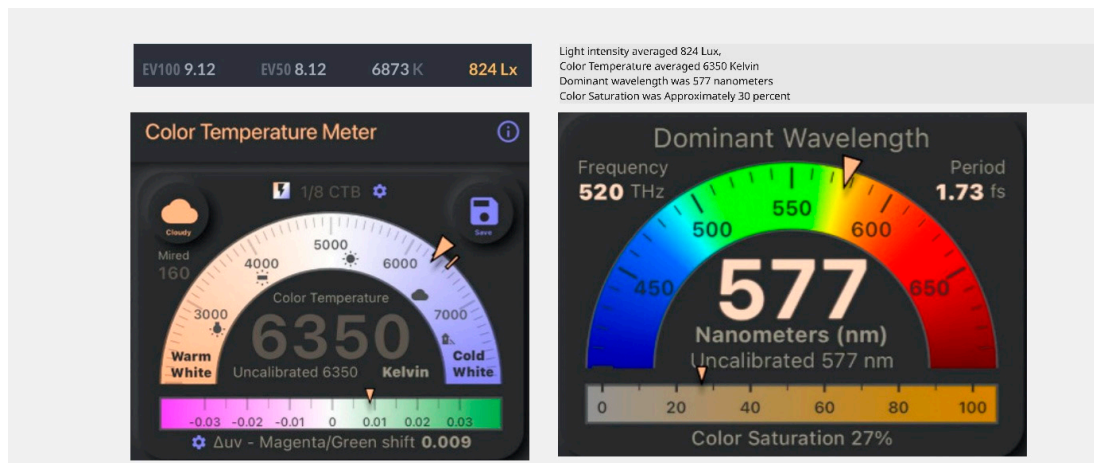 EV100 9.12 EV50 8.12 6873 K 824 Lx
Light intensity averaged 824 Lux,
Color Temperature averaged 6350 Kelvin
Dominant wavelength was 577 nanometers
Color Saturation was Approximately 30 percent
Color Temperature Meter
1/8 CTB
Cloudy
Save
Mired
160
3000
4000
5000
6000
7000
Color Temperature
6350
Warm
White
Uncalibrated 6350 Kelvin
Cold
White
-0.03 -0.02 -0.01 0 0.01 0.02 0.03
Δuv - Magenta/Green shift 0.009
Dominant Wavelength
Frequency
520 THz
Period
1.73 fs
450
500
550
600
650
577
Nanometers (nm)
Uncalibrated 577 nm
0 20 40 60 80 100
Color Saturation 27%